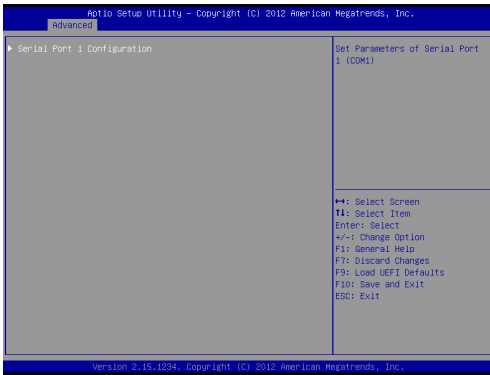 Aptio Setup Utility – Copyright (C) 2012 American Megatrends, Inc.
Advanced
▶ Serial Port 1 Configuration
Set Parameters of Serial Port
1 (COM1)
↔: Select Screen
↑↓: Select Item
Enter: Select
+/-: Change Option
F1: General Help
F7: Discard Changes
F9: Load UEFI Defaults
F10: Save and Exit
ESC: Exit
Version 2.15.1234. Copyright (C) 2012 American Megatrends, Inc.